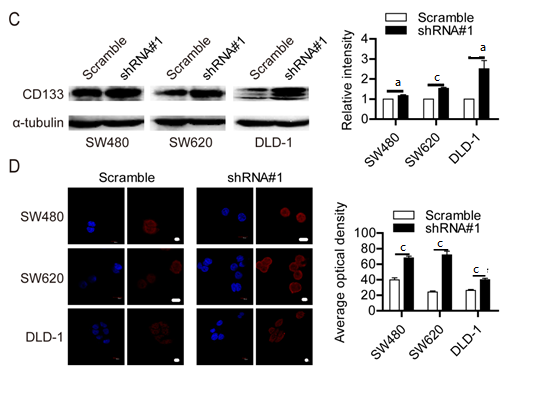 C
Scramble
shRNA#1
Scramble
shRNA#1
Scramble
shRNA#1
CD133
α-tubulin
SW480
SW620
DLD-1
Scramble
shRNA#1
Relative intensity
4
3
2
1
0
a
c
a
SW480
SW620
DLD-1
D
Scramble
shRNA#1
SW480
SW620
DLD-1
Scramble
shRNA#1
Average optical density
100
80
60
40
20
0
c
c
c
SW480
SW620
DLD-1